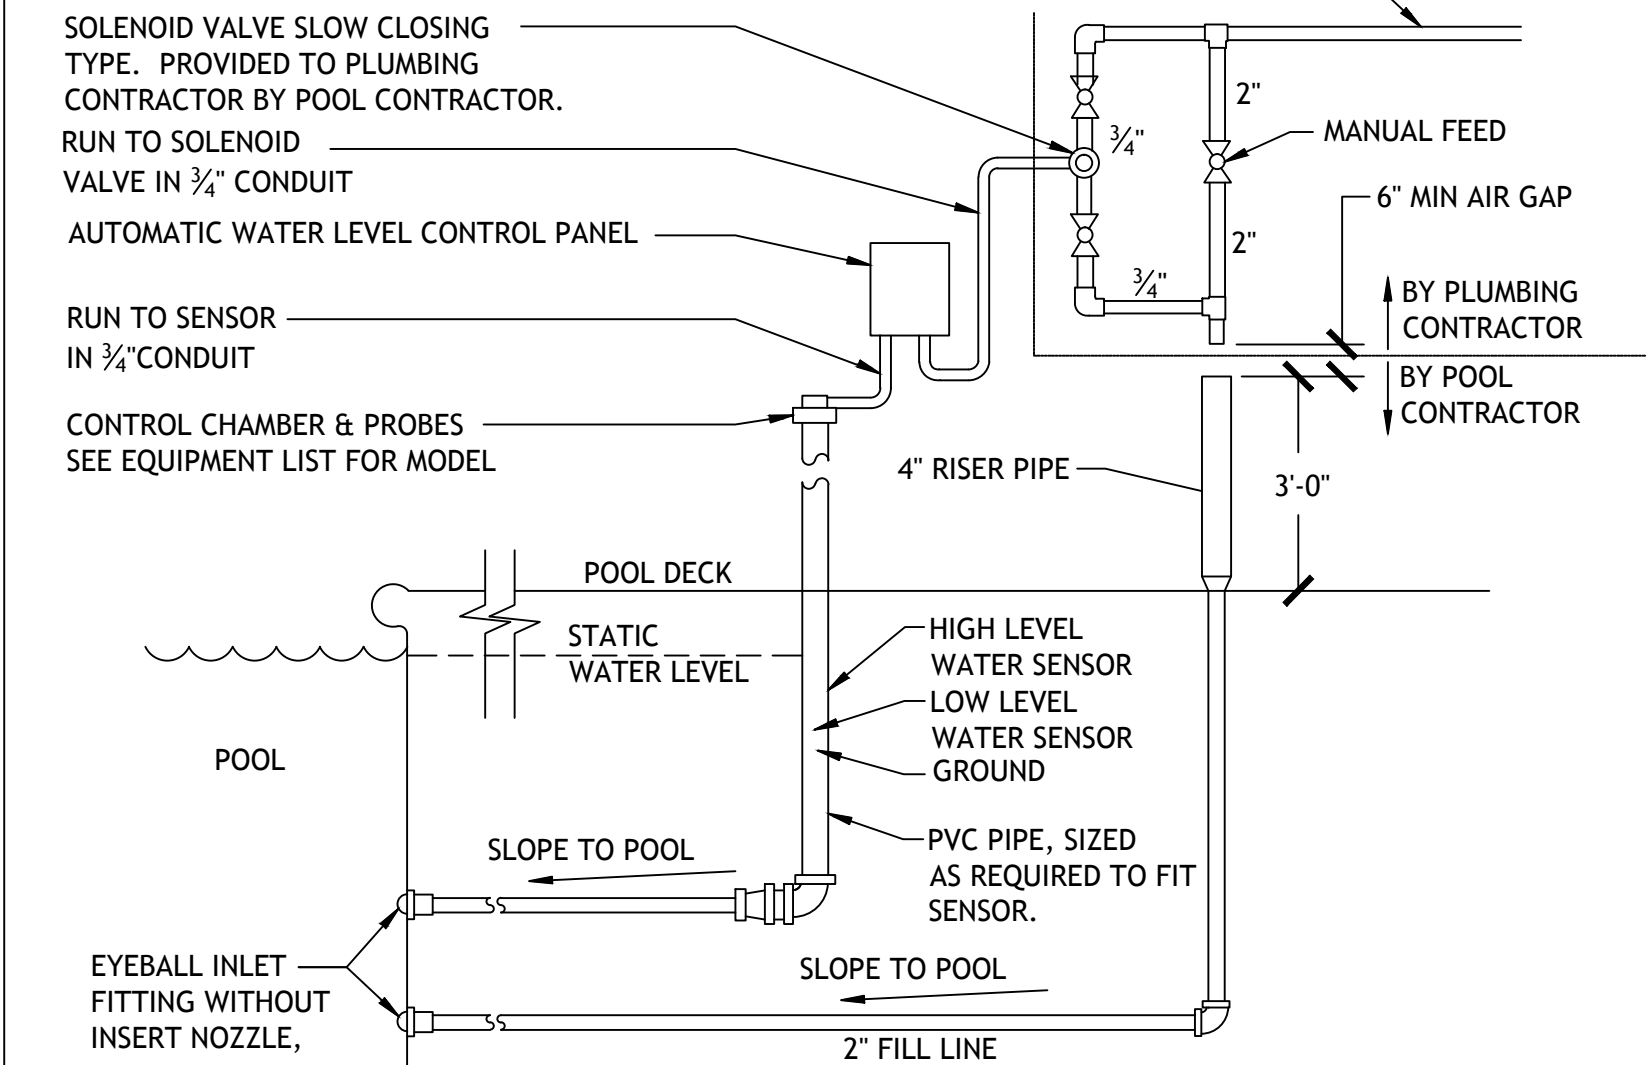 SOLENOID VALVE SLOW CLOSING
TYPE.  PROVIDED TO PLUMBING
CONTRACTOR BY POOL CONTRACTOR.
RUN TO SOLENOID
VALVE IN 3/4" CONDUIT
AUTOMATIC WATER LEVEL CONTROL PANEL
RUN TO SENSOR
IN 3/4"CONDUIT
CONTROL CHAMBER & PROBES
SEE EQUIPMENT LIST FOR MODEL
2"
3/4"
MANUAL FEED
6" MIN AIR GAP
2"
3/4"
BY PLUMBING
CONTRACTOR
BY POOL
CONTRACTOR
4" RISER PIPE
3'-0"
POOL DECK
STATIC
WATER LEVEL
HIGH LEVEL
WATER SENSOR
LOW LEVEL
WATER SENSOR
GROUND
POOL
PVC PIPE, SIZED
AS REQUIRED TO FIT
SENSOR.
SLOPE TO POOL
EYEBALL INLET
FITTING WITHOUT
INSERT NOZZLE,
SLOPE TO POOL
2" FILL LINE